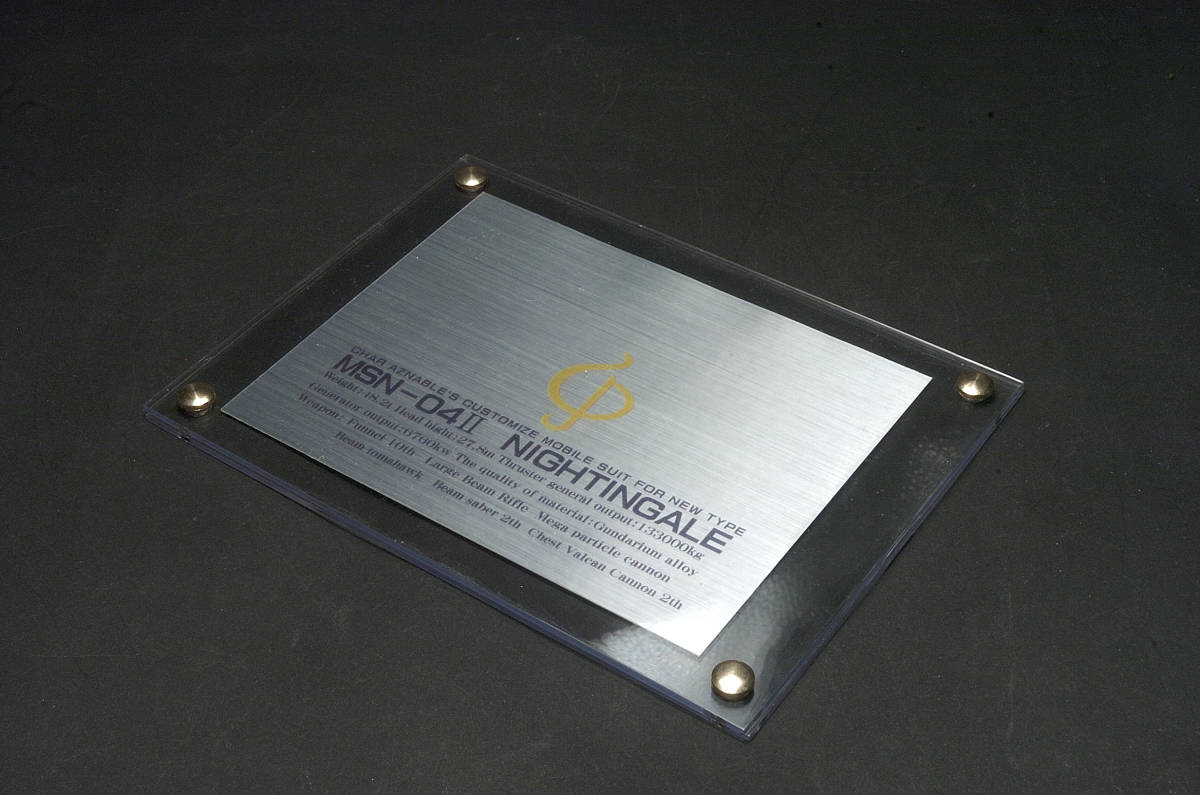 CHAR AZNABLE'S CUSTOMIZE MOBILE SUIT FOR NEW TYPE
MSN-04II NIGHTINGALE
Weight:48.2t Head hight:27.8m Thruster general output:133000kg
Generator output:6760kw The quality of material:Gundarium alloy
Weapon: Funnel 10th Large Beam Rifle Mega particle cannon
Beam tomahawk Beam saber 2th Chest Valcan Cannon 2th